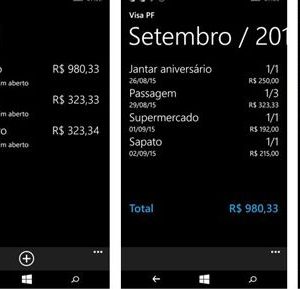 o R$ 980,33
m aberto
R$ 323,33
m aberto
ro R$ 323,34
m aberto
Visa PF
Setembro / 201
Jantar aniversário 1/1
26/08/15 R$ 250,00
Passagem 1/3
29/08/15 R$ 323,33
Supermercado 1/1
01/09/15 R$ 192,00
Sapato 1/1
02/09/15 R$ 215,00
Total R$ 980,33